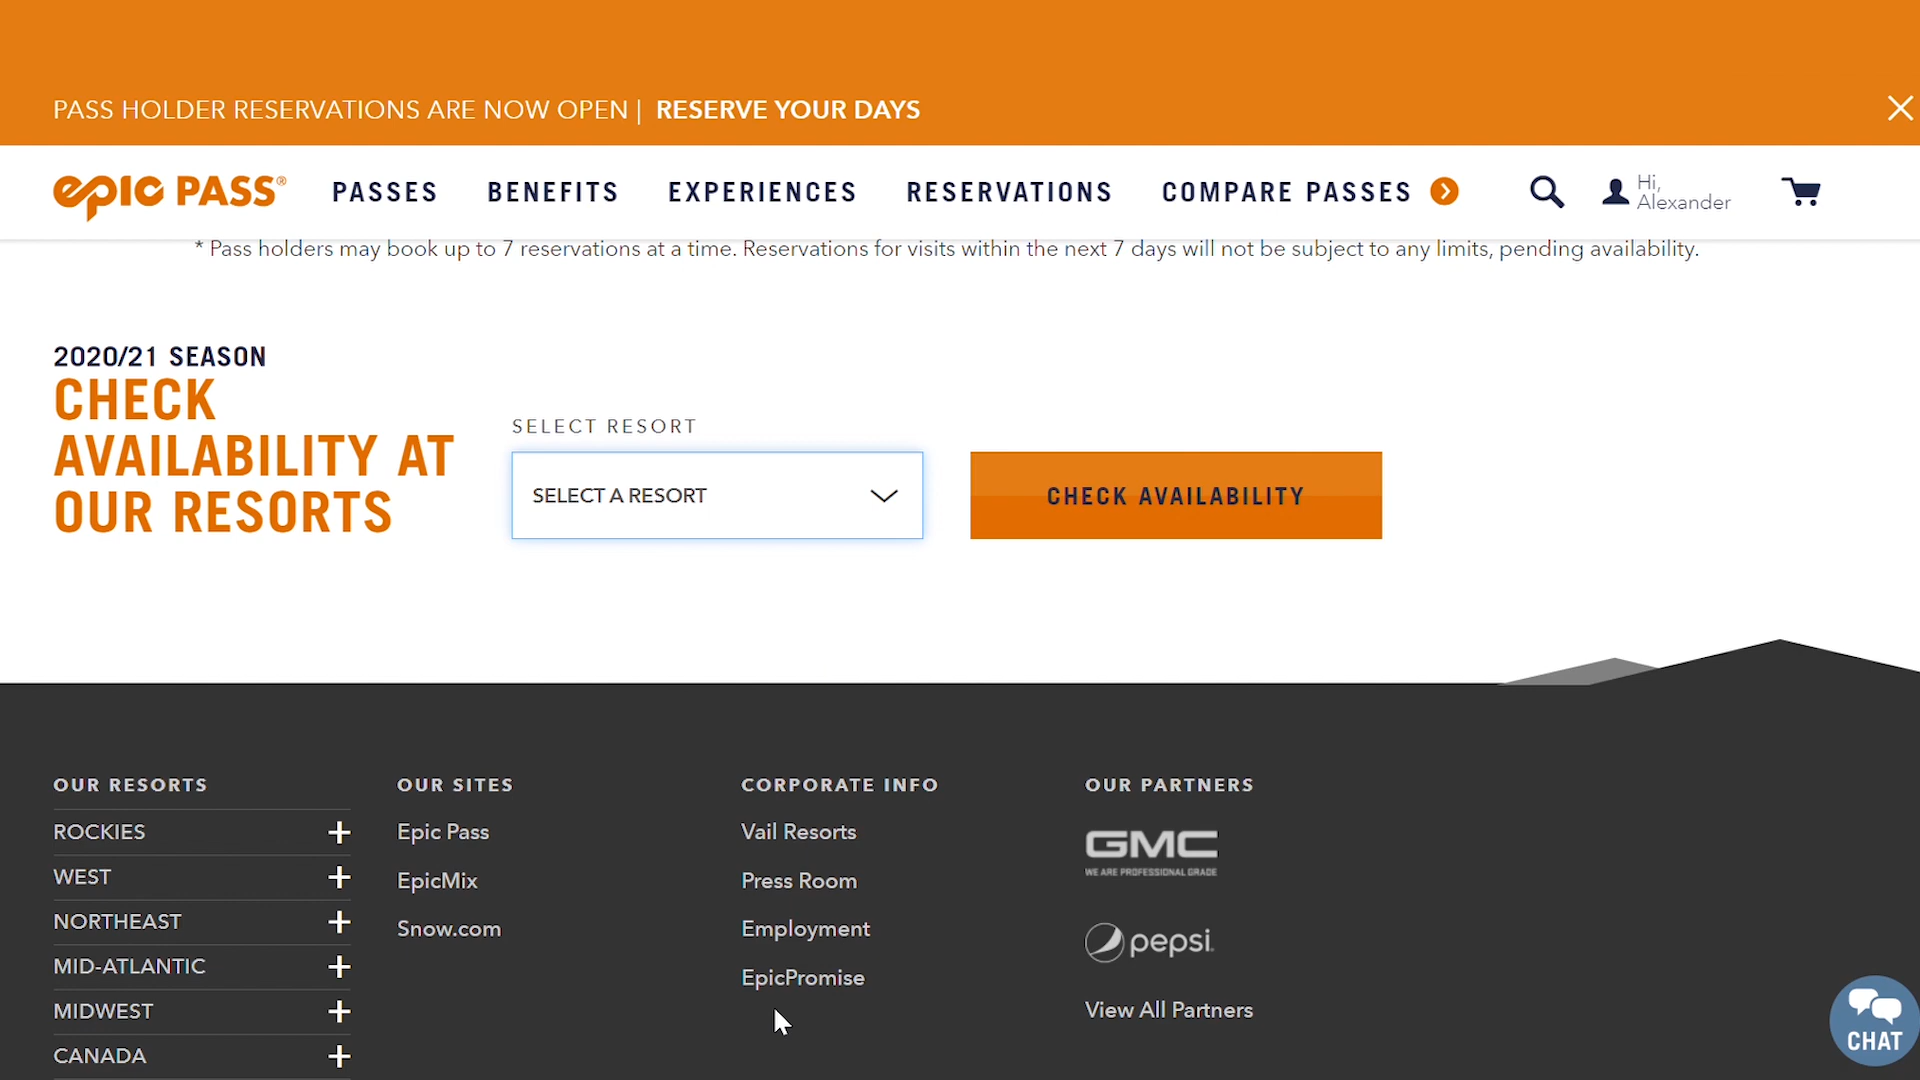 PASS HOLDER RESERVATIONS ARE NOW OPEN | RESERVE YOUR DAYS
epic PASS®
PASSES
BENEFITS
EXPERIENCES
RESERVATIONS
COMPARE PASSES
Hi,
Alexander
* Pass holders may book up to 7 reservations at a time. Reservations for visits within the next 7 days will not be subject to any limits, pending availability.
2020/21 SEASON
CHECK
AVAILABILITY AT
OUR RESORTS
SELECT RESORT
SELECT A RESORT
CHECK AVAILABILITY
OUR RESORTS
ROCKIES
WEST
NORTHEAST
MID-ATLANTIC
MIDWEST
CANADA
OUR SITES
Epic Pass
EpicMix
Snow.com
CORPORATE INFO
Vail Resorts
Press Room
Employment
EpicPromise
OUR PARTNERS
GMC
WE ARE PROFESSIONAL GRADE
pepsi
View All Partners
CHAT